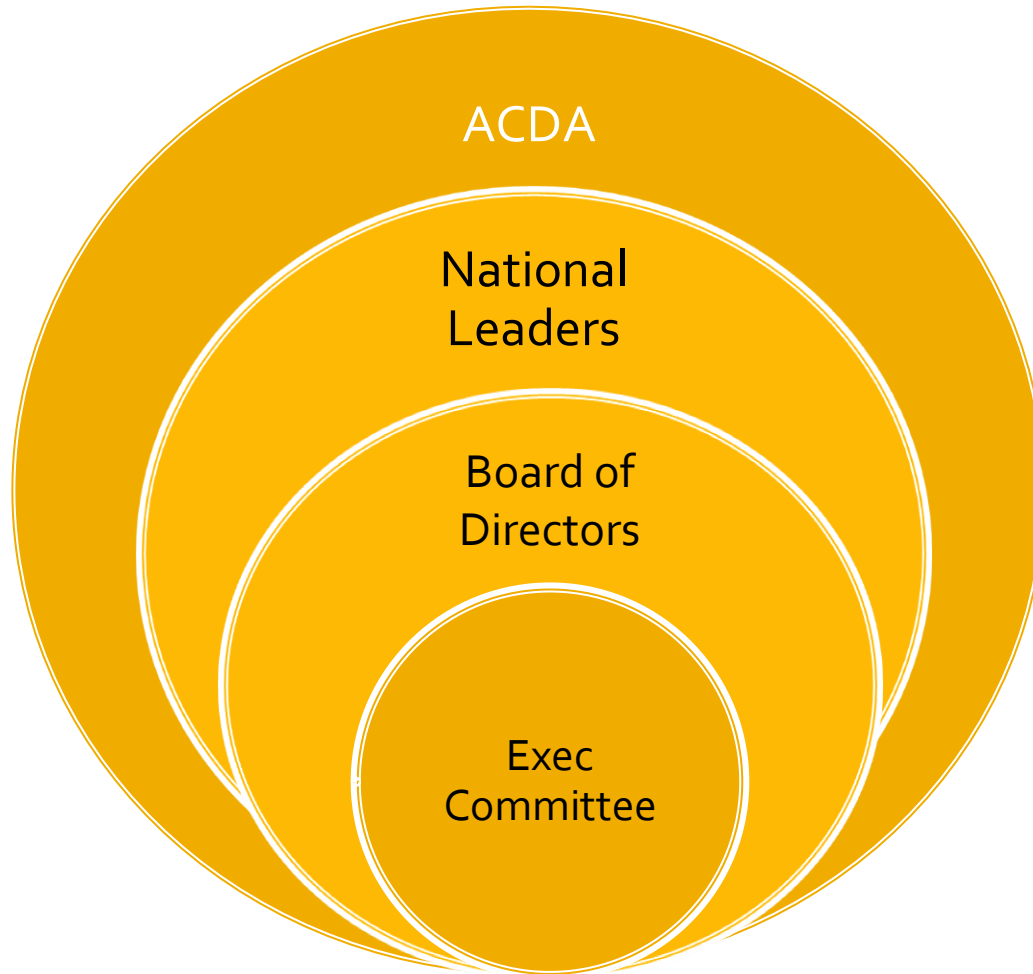 ACDA
National
Leaders
Board of
Directors
Exec
Committee